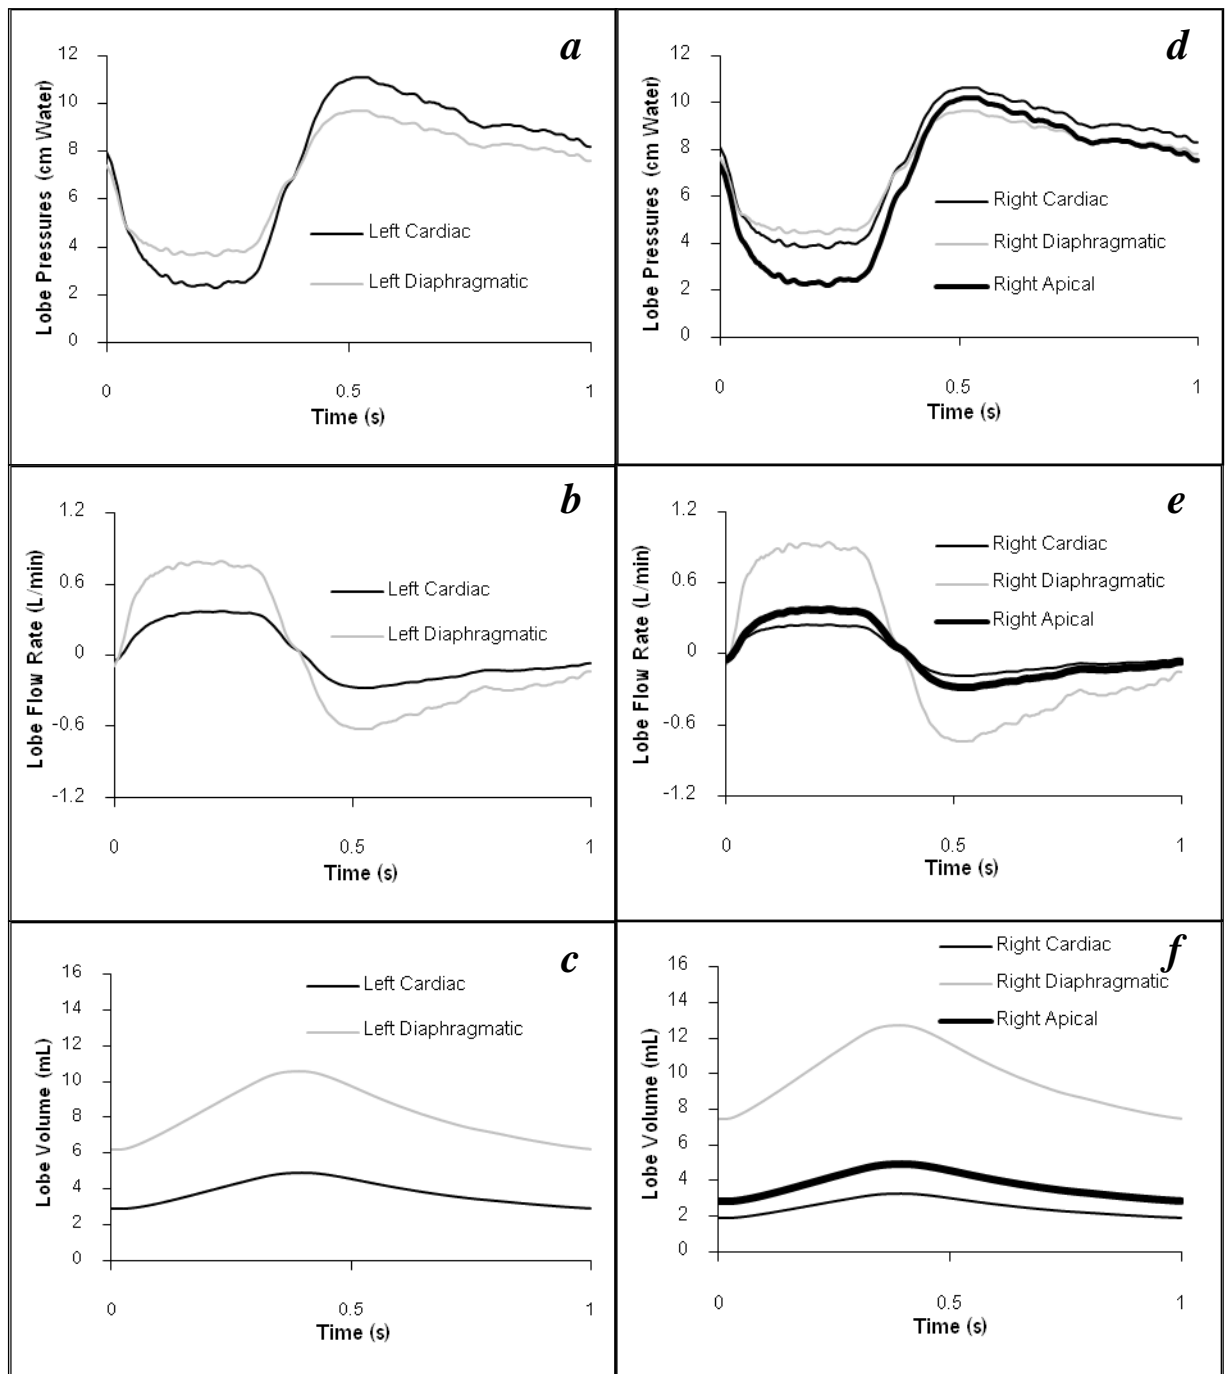 a
12
10
8
6
4
2
0
Lobe Pressures (cm Water)
Left Cardiac
Left Diaphragmatic
0
0.5
1
Time (s)
d
12
10
8
6
4
2
0
Lobe Pressures (cm Water)
Right Cardiac
Right Diaphragmatic
Right Apical
0
0.5
1
Time (s)
b
1.2
0.6
0
-0.6
-1.2
Lobe Flow Rate (L/min)
Left Cardiac
Left Diaphragmatic
0
0.5
1
Time (s)
e
1.2
0.6
0
-0.6
-1.2
Lobe Flow Rate (L/min)
Right Cardiac
Right Diaphragmatic
Right Apical
0
0.5
1
Time (s)
c
16
14
12
10
8
6
4
2
0
Lobe Volume (mL)
Left Cardiac
Left Diaphragmatic
0
0.5
1
Time (s)
f
16
14
12
10
8
6
4
2
0
Lobe Volume (mL)
Right Cardiac
Right Diaphragmatic
Right Apical
0
0.5
1
Time (s)